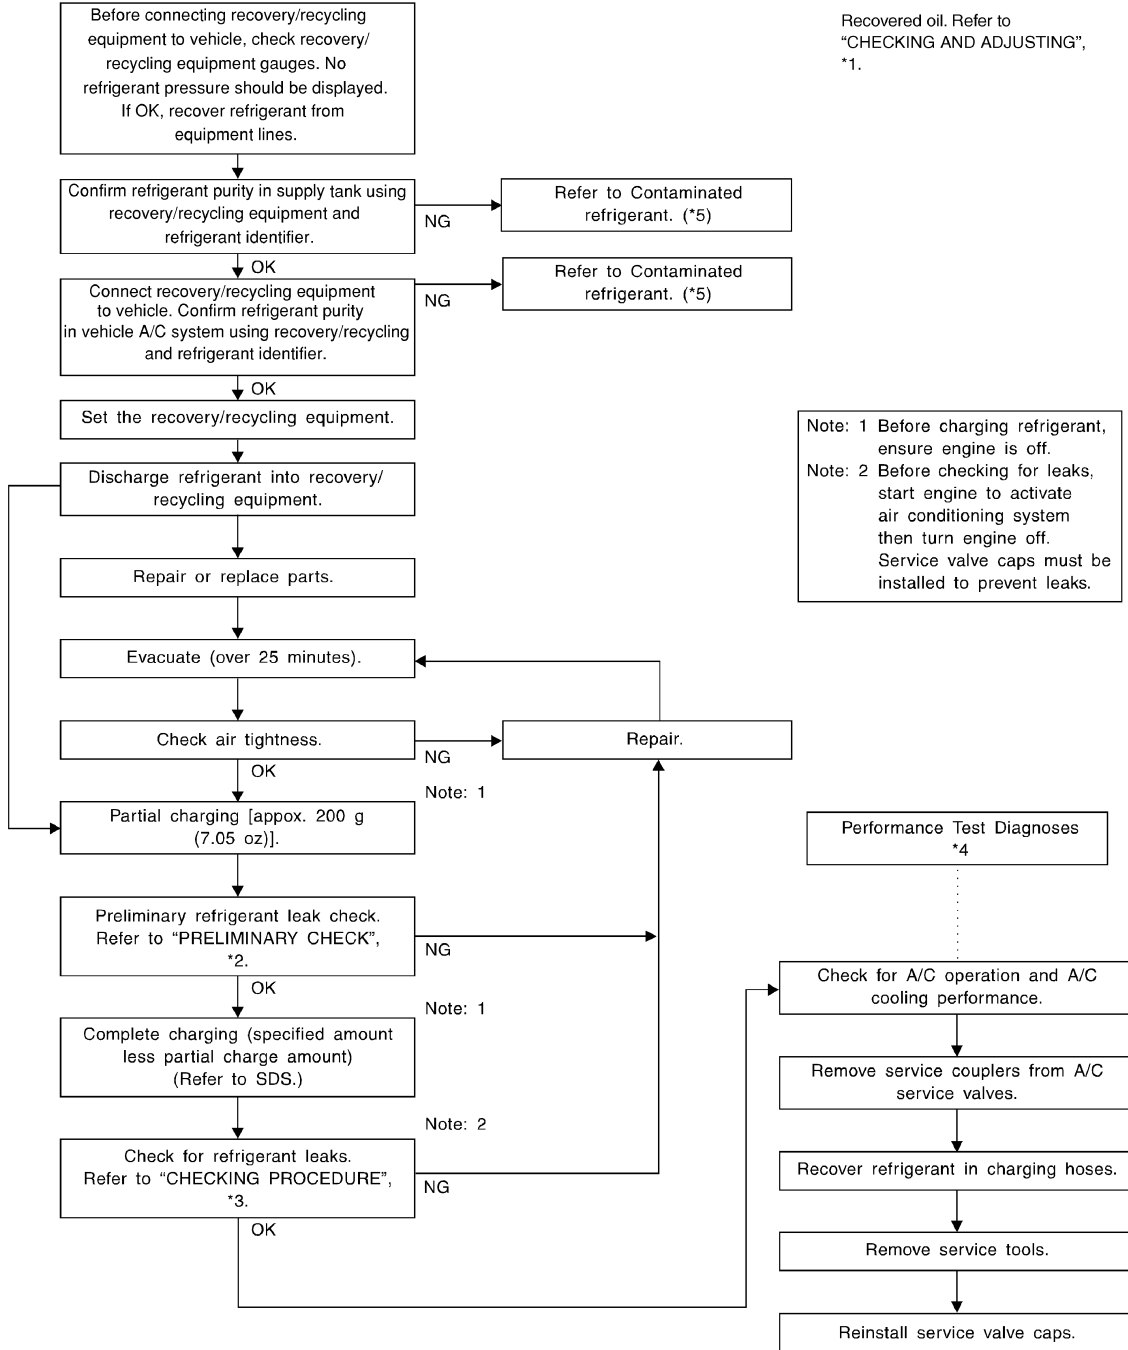 Before connecting recovery/recycling
equipment to vehicle, check recovery/
recycling equipment gauges. No
refrigerant pressure should be displayed.
If OK, recover refrigerant from
equipment lines.
Recovered oil. Refer to
“CHECKING AND ADJUSTING”,
*1.
Confirm refrigerant purity in supply tank using
recovery/recycling equipment and
refrigerant identifier.
NG
Refer to Contaminated
refrigerant. (*5)
OK
Connect recovery/recycling equipment
to vehicle. Confirm refrigerant purity
in vehicle A/C system using recovery/recycling
and refrigerant identifier.
NG
Refer to Contaminated
refrigerant. (*5)
OK
Set the recovery/recycling equipment.
Discharge refrigerant into recovery/
recycling equipment.
Note: 1 Before charging refrigerant,
ensure engine is off.
Note: 2 Before checking for leaks,
start engine to activate
air conditioning system
then turn engine off.
Service valve caps must be
installed to prevent leaks.
Repair or replace parts.
Evacuate (over 25 minutes).
Check air tightness.
NG
Repair.
OK
Note: 1
Partial charging [appox. 200 g
(7.05 oz)].
Preliminary refrigerant leak check.
Refer to “PRELIMINARY CHECK”,
*2.
NG
OK
Note: 1
Complete charging (specified amount
less partial charge amount)
(Refer to SDS.)
Note: 2
Check for refrigerant leaks.
Refer to “CHECKING PROCEDURE”,
*3.
NG
OK
Performance Test Diagnoses
*4
Check for A/C operation and A/C
cooling performance.
Remove service couplers from A/C
service valves.
Recover refrigerant in charging hoses.
Remove service tools.
Reinstall service valve caps.